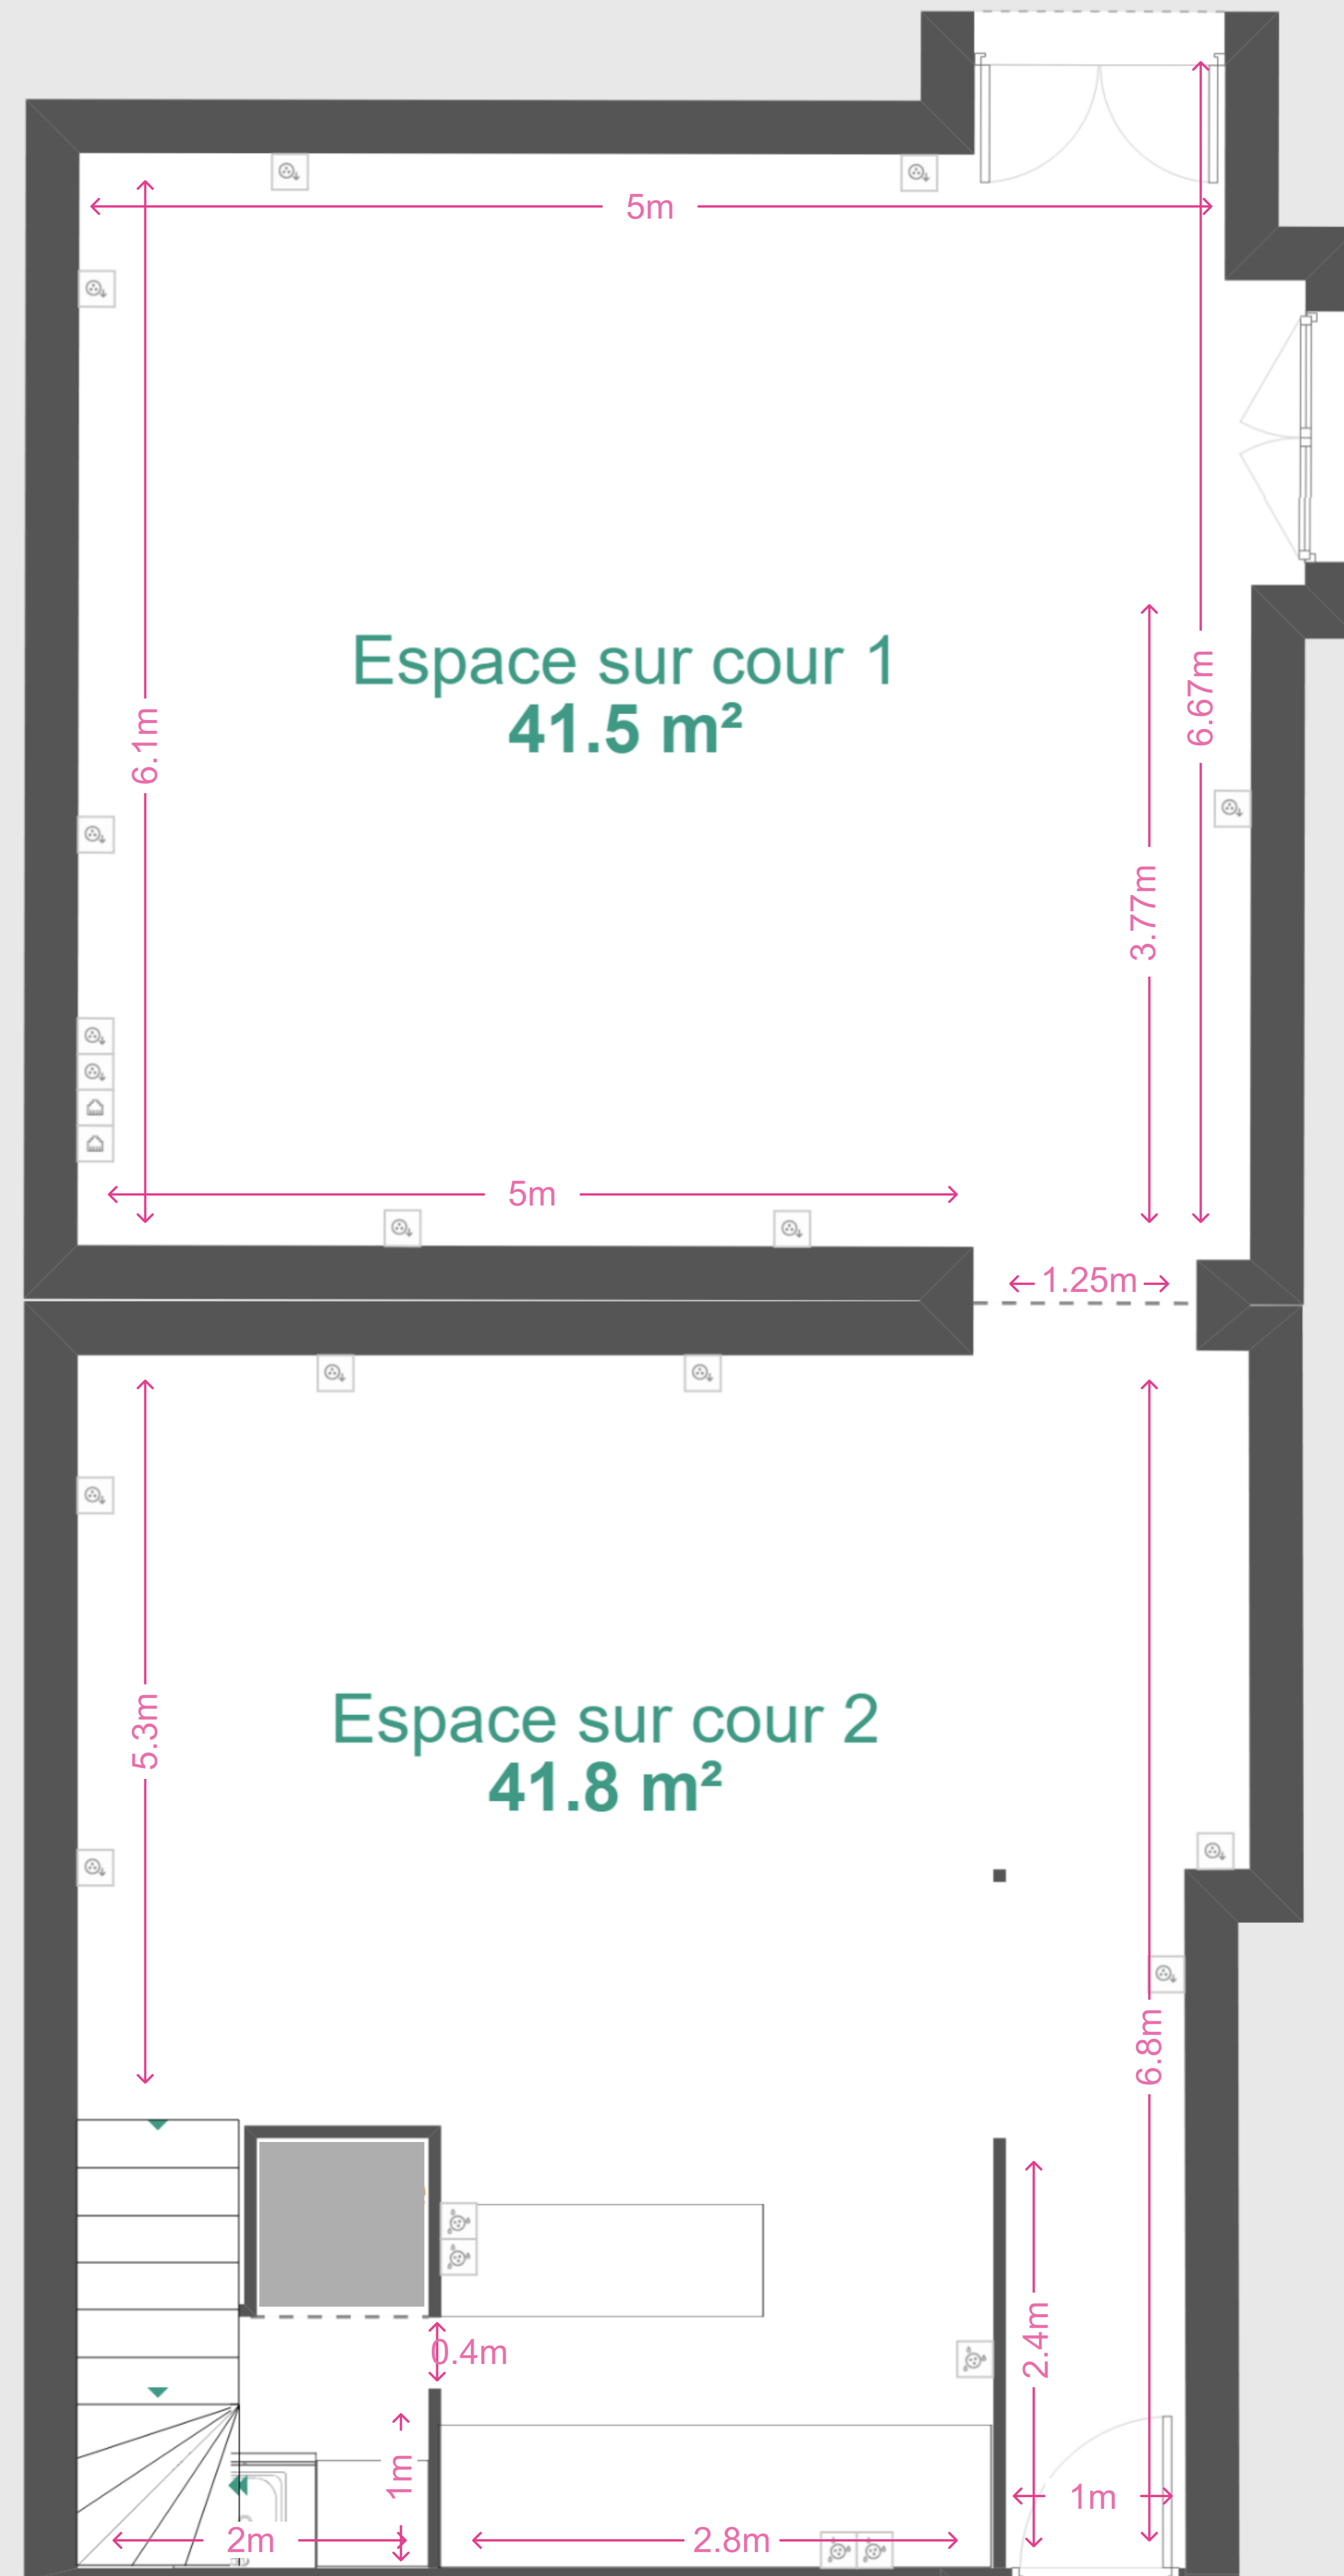 5m
Espace sur cour 1
41.5 m²
6.67m
6.1m
3.77m
5m
1.25m
Espace sur cour 2
41.8 m²
5.3m
6.8m
2.4m
0.4m
1m
1m
2m
2.8m